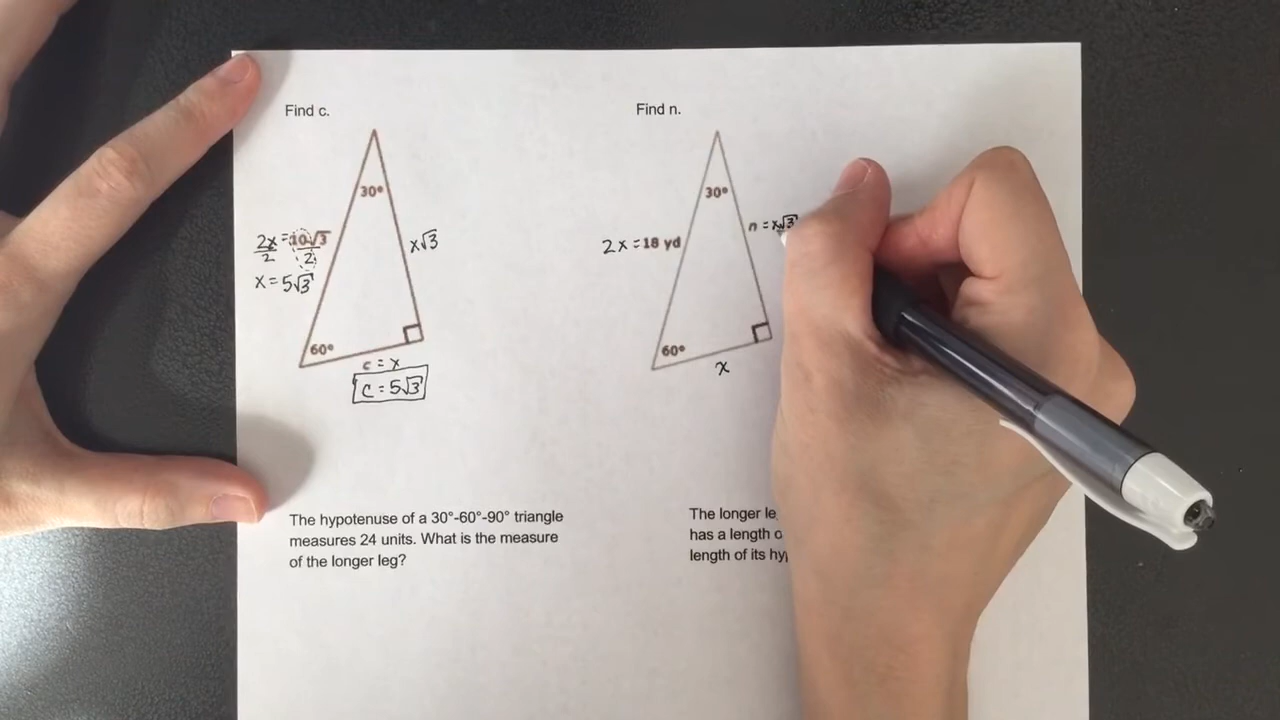 Find c.
30°
2x = 10√3
2 2
x = 5√3
x√3
60°
c = x
c = 5√3
Find n.
30°
n = x√3
2x = 18 yd
60°
x
The hypotenuse of a 30°-60°-90° triangle
measures 24 units. What is the measure
of the longer leg?
The longer
has a length
length of its